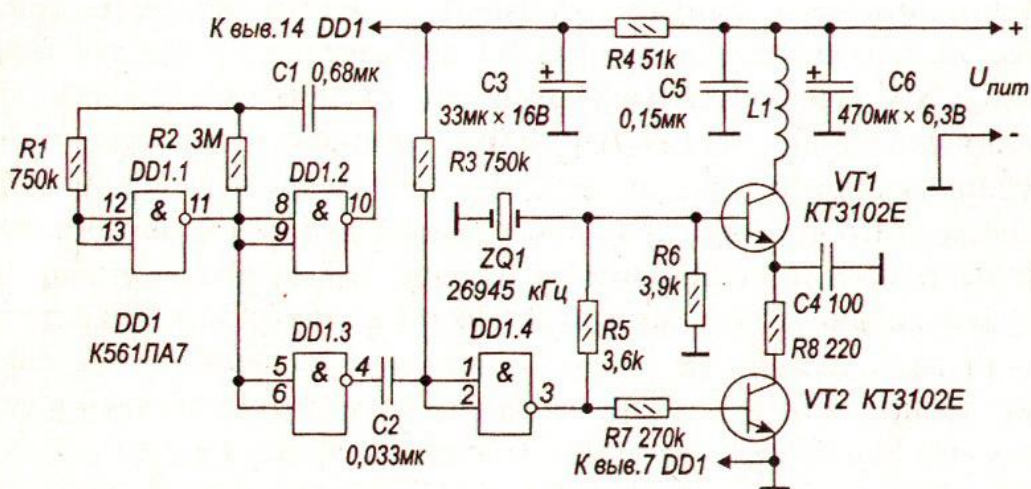 К выв.14 DD1
C1 0,68мк
R1
750k
R2 3М
DD1.1
DD1.2
12
13
&
11
8
9
&
10
R3 750k
C3
33мк × 16В
+
R4 51k
C5
0,15мк
L1
+
C6
470мк × 6,3В
+
Uпит
-
VT1
КТ3102Е
ZQ1
26945 кГц
R6
3,9k
R5
3,6k
C4 100
R8 220
DD1
К561ЛА7
DD1.3
5
6
&
4
C2
0,033мк
DD1.4
1
2
&
3
R7 270k
VT2 КТ3102Е
К выв.7 DD1